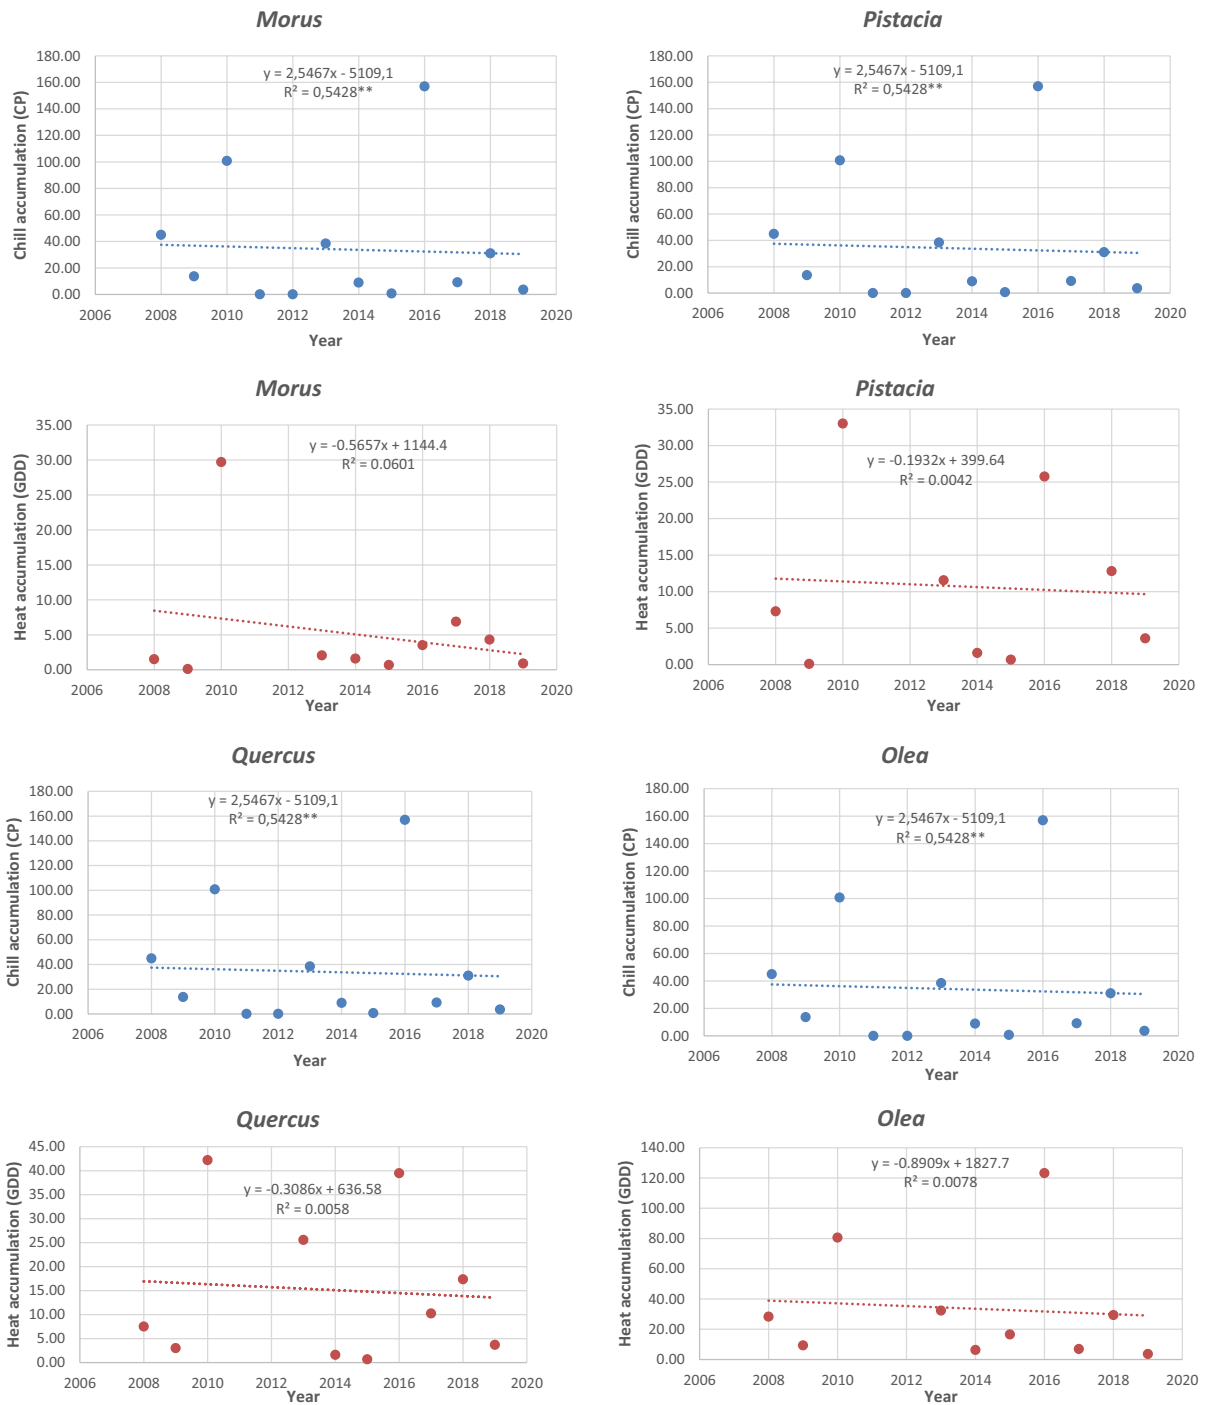 Morus
y = 2,5467x - 5109,1
R² = 0,5428**
Chill accumulation (CP)
180.00
160.00
140.00
120.00
100.00
80.00
60.00
40.00
20.00
0.00
2006 2008 2010 2012 2014 2016 2018 2020
Year
Pistacia
y = 2,5467x - 5109,1
R² = 0,5428**
Chill accumulation (CP)
180.00
160.00
140.00
120.00
100.00
80.00
60.00
40.00
20.00
0.00
2006 2008 2010 2012 2014 2016 2018 2020
Year
Morus
y = -0.5657x + 1144.4
R² = 0.0601
Heat accumulation (GDD)
35.00
30.00
25.00
20.00
15.00
10.00
5.00
0.00
2006 2008 2010 2012 2014 2016 2018 2020
Year
Pistacia
y = -0.1932x + 399.64
R² = 0.0042
Heat accumulation (GDD)
35.00
30.00
25.00
20.00
15.00
10.00
5.00
0.00
2006 2008 2010 2012 2014 2016 2018 2020
Year
Quercus
y = 2,5467x - 5109,1
R² = 0,5428**
Chill accumulation (CP)
180.00
160.00
140.00
120.00
100.00
80.00
60.00
40.00
20.00
0.00
2006 2008 2010 2012 2014 2016 2018 2020
Year
Olea
y = 2,5467x - 5109,1
R² = 0,5428**
Chill accumulation (CP)
180.00
160.00
140.00
120.00
100.00
80.00
60.00
40.00
20.00
0.00
2006 2008 2010 2012 2014 2016 2018 2020
Year
Quercus
y = -0.3086x + 636.58
R² = 0.0058
Heat accumulation (GDD)
45.00
40.00
35.00
30.00
25.00
20.00
15.00
10.00
5.00
0.00
2006 2008 2010 2012 2014 2016 2018 2020
Year
Olea
y = -0.8909x + 1827.7
R² = 0.0078
Heat accumulation (GDD)
140.00
120.00
100.00
80.00
60.00
40.00
20.00
0.00
2006 2008 2010 2012 2014 2016 2018 2020
Year